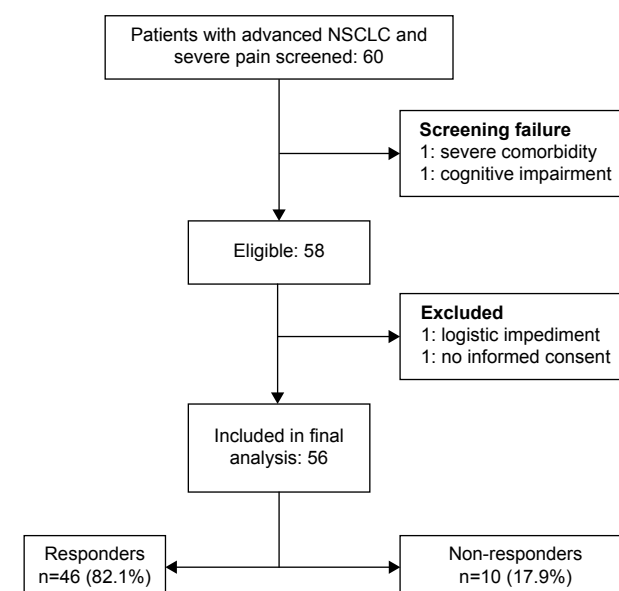 Patients with advanced NSCLC and
severe pain screened: 60
Screening failure
1: severe comorbidity
1: cognitive impairment
Eligible: 58
Excluded
1: logistic impediment
1: no informed consent
Included in final
analysis: 56
Responders
n=46 (82.1%)
Non-responders
n=10 (17.9%)